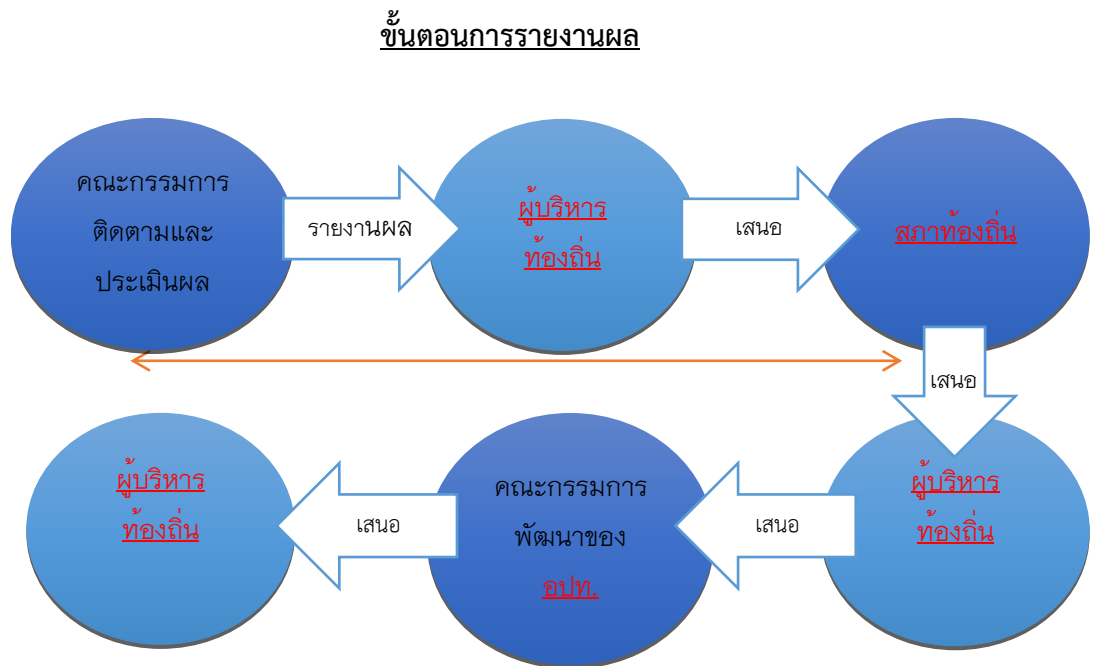 ขั้นตอนการรายงานผล
คณะกรรมการ
ติดตามและ
ประเมินผล
รายงานผล
ผู้บริหาร
ท้องถิ่น
เสนอ
สภาท้องถิ่น
เสนอ
ผู้บริหาร
ท้องถิ่น
เสนอ
คณะกรรมการ
พัฒนาของ
อปท.
เสนอ
ผู้บริหาร
ท้องถิ่น